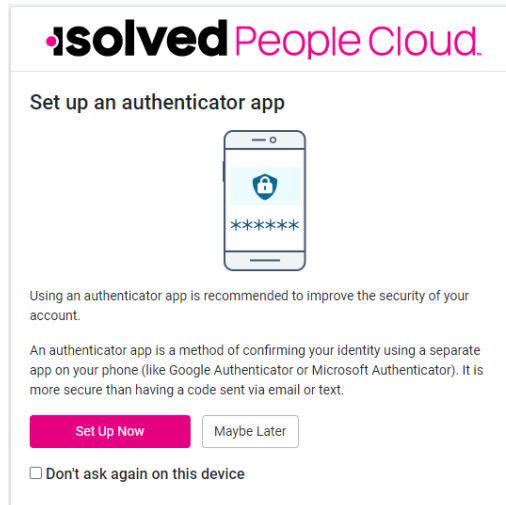 isolved People Cloud™
Set up an authenticator app
******
Using an authenticator app is recommended to improve the security of your
account.
An authenticator app is a method of confirming your identity using a separate
app on your phone (like Google Authenticator or Microsoft Authenticator). It is
more secure than having a code sent via email or text.
Set Up Now
Maybe Later
Don't ask again on this device